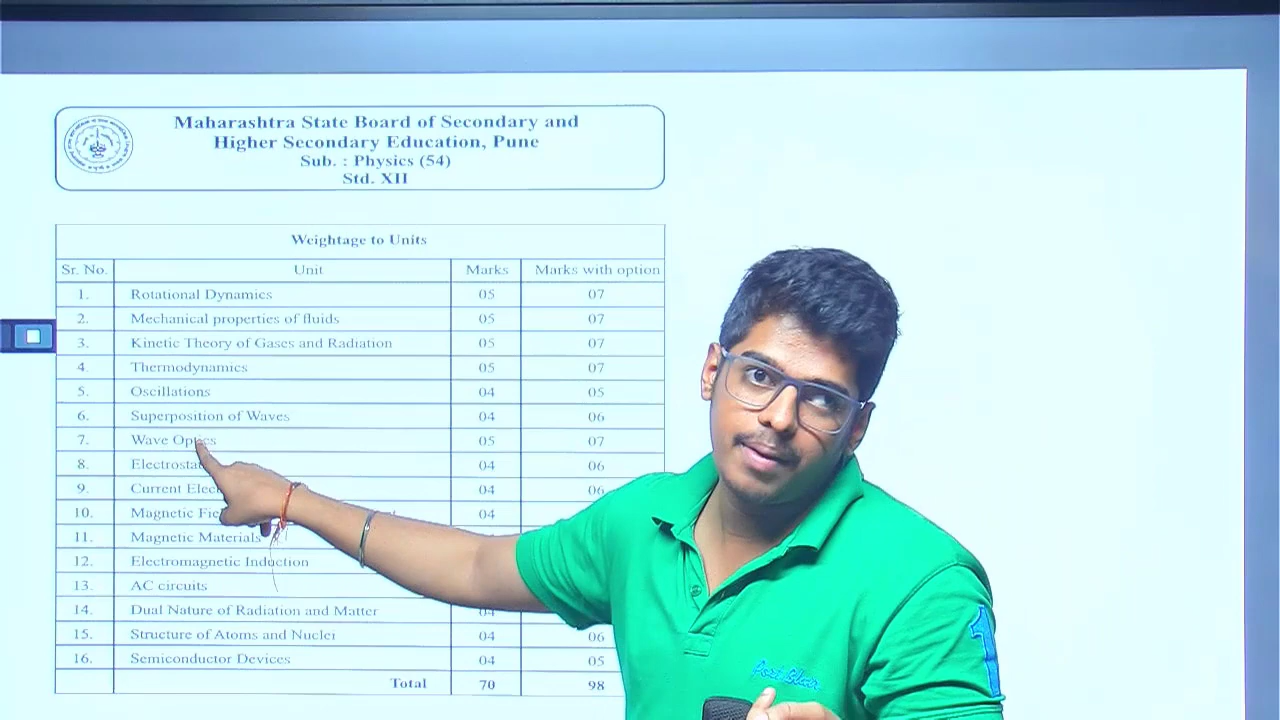 Maharashtra State Board of Secondary and
Higher Secondary Education, Pune
Sub. : Physics (54)
Std. XII
Weightage to Units
Sr. No. Unit Marks Marks with option
1. Rotational Dynamics 05 07
2. Mechanical properties of fluids 05 07
3. Kinetic Theory of Gases and Radiation 05 07
4. Thermodynamics 05 07
5. Oscillations 04 05
6. Superposition of Waves 04 06
7. Wave Optics 05 07
8. 04 06
9. Current 04 06
10. Magnetic 04
11. Magnetic Materials
12. Electromagnetic Induction
13. AC circuits
14. Dual Nature of Radiation and Matter 04
15. Structure of Atoms and Nuclei 04 06
16. Semiconductor Devices 04 05
Total 70 98
1